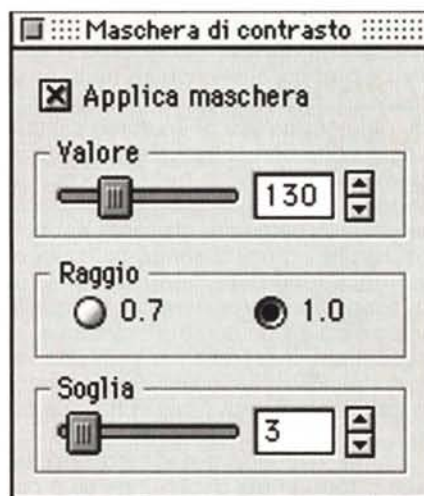 Maschera di contrasto
Applica maschera
Valore
130
Raggio
0.7 1.0
Soglia
3